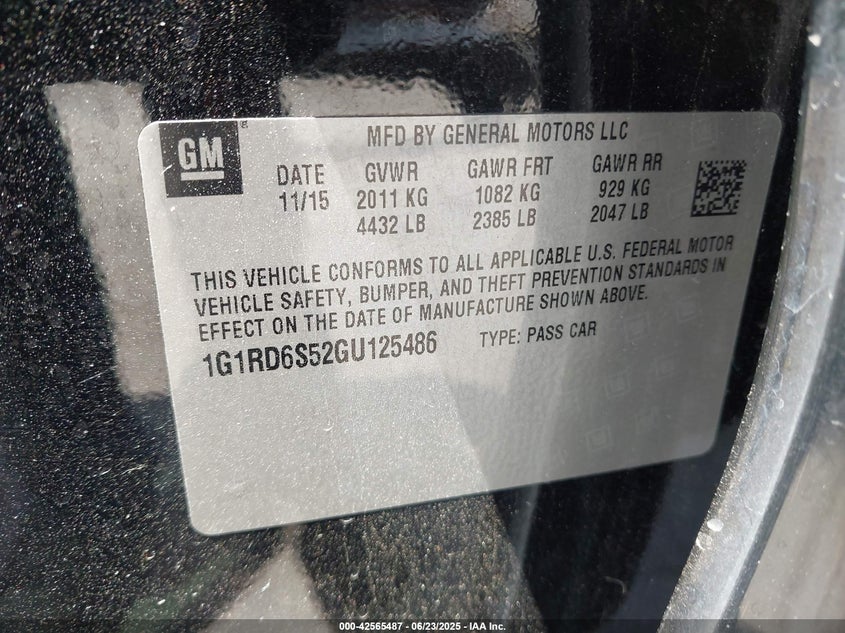 GM
MFD BY GENERAL MOTORS LLC
DATE GVWR GAWR FRT GAWR RR
11/15 2011 KG 1082 KG 929 KG
4432 LB 2385 LB 2047 LB
THIS VEHICLE CONFORMS TO ALL APPLICABLE U.S. FEDERAL MOTOR
VEHICLE SAFETY, BUMPER, AND THEFT PREVENTION STANDARDS IN
EFFECT ON THE DATE OF MANUFACTURE SHOWN ABOVE.
1G1RD6S52GU125486 TYPE: PASS CAR
000-42565487 - 06/23/2025 - IAA Inc.